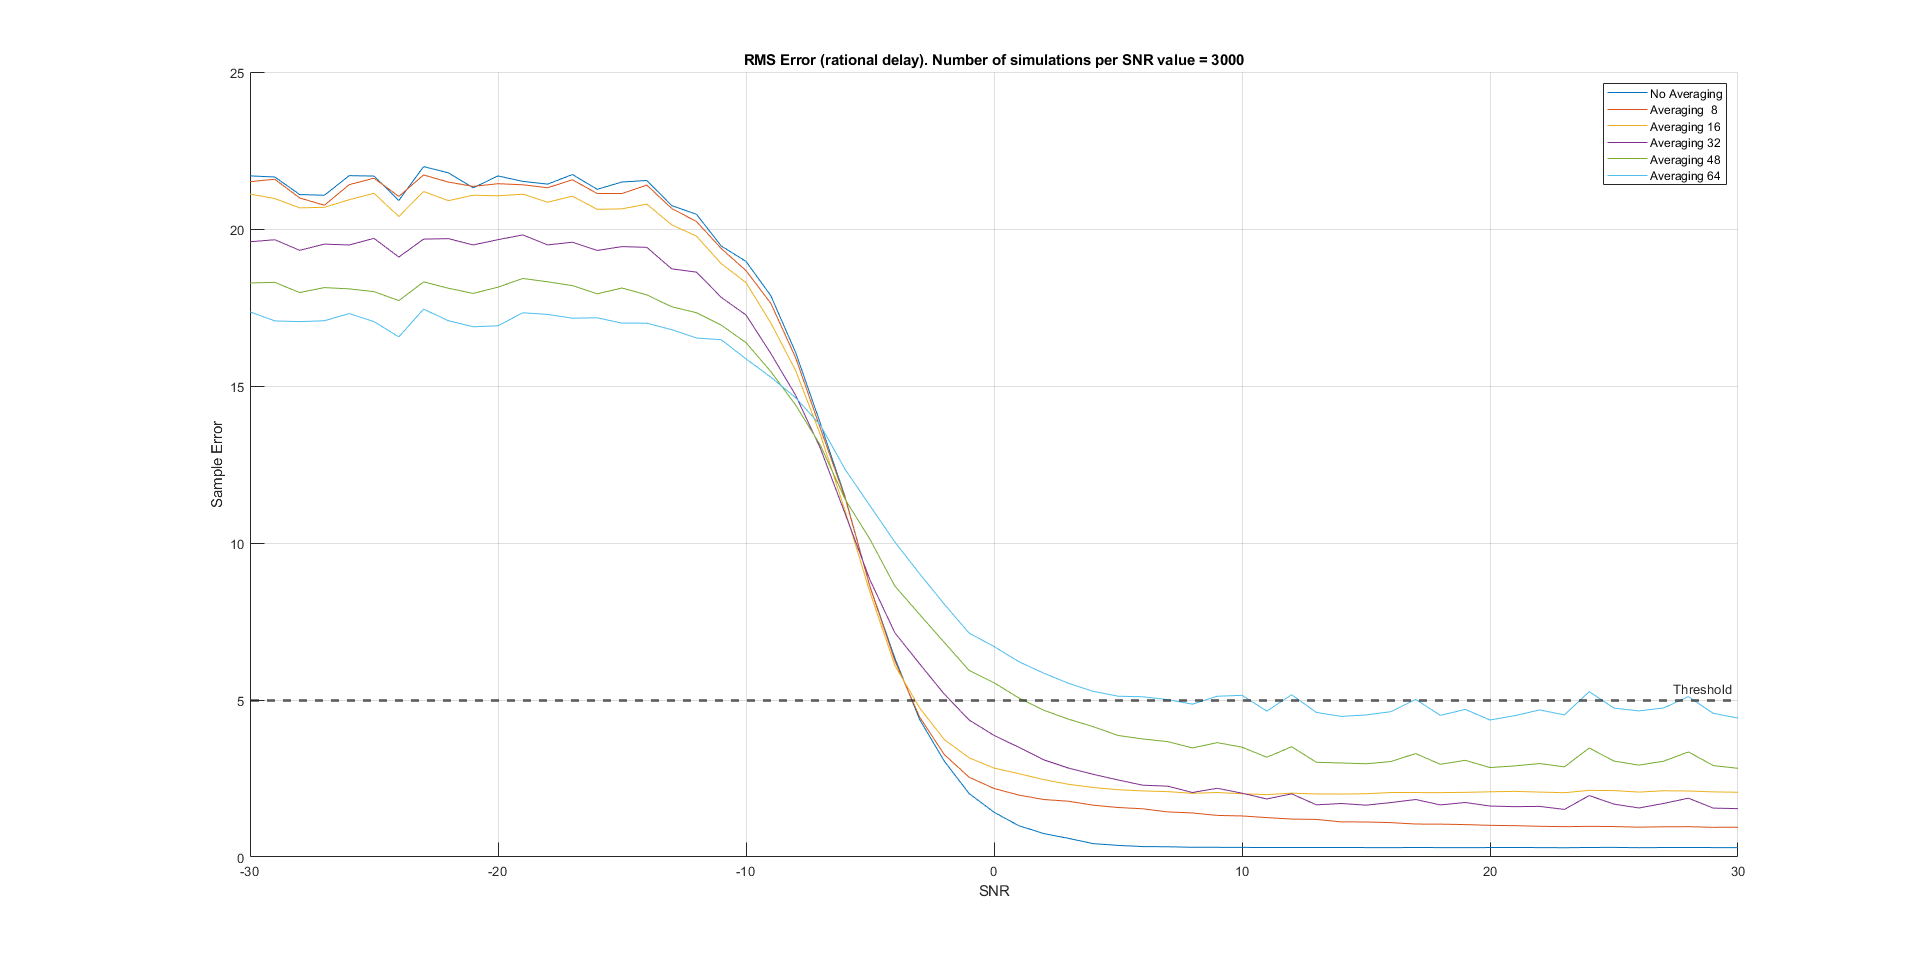 RMS Error (rational delay). Number of simulations per SNR value = 3000
25
20
15
10
5
0
Sample Error
No Averaging
Averaging  8
Averaging 16
Averaging 32
Averaging 48
Averaging 64
Threshold
-30
-20
-10
0
10
20
30
SNR